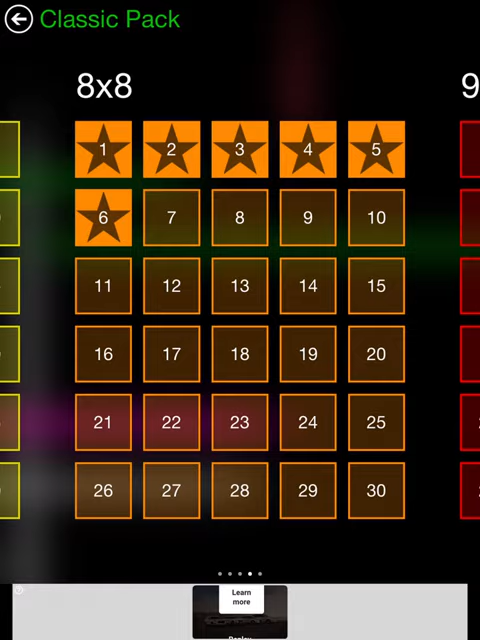 Classic Pack
8x8
9
1 2 3 4 5
6 7 8 9 10
11 12 13 14 15
16 17 18 19 20
21 22 23 24 25
26 27 28 29 30
Learn
more